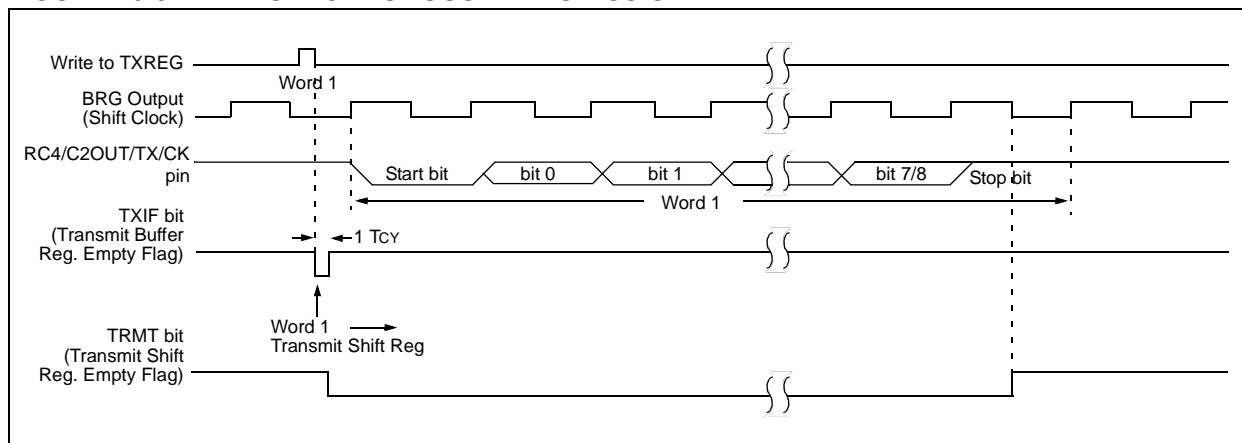 Write to TXREG
Word 1
BRG Output
(Shift Clock)
RC4/C2OUT/TX/CK
pin
Start bit
bit 0
bit 1
bit 7/8
Stop bit
Word 1
TXIF bit
(Transmit Buffer
Reg. Empty Flag)
1 TCY
Word 1
Transmit Shift Reg
TRMT bit
(Transmit Shift
Reg. Empty Flag)